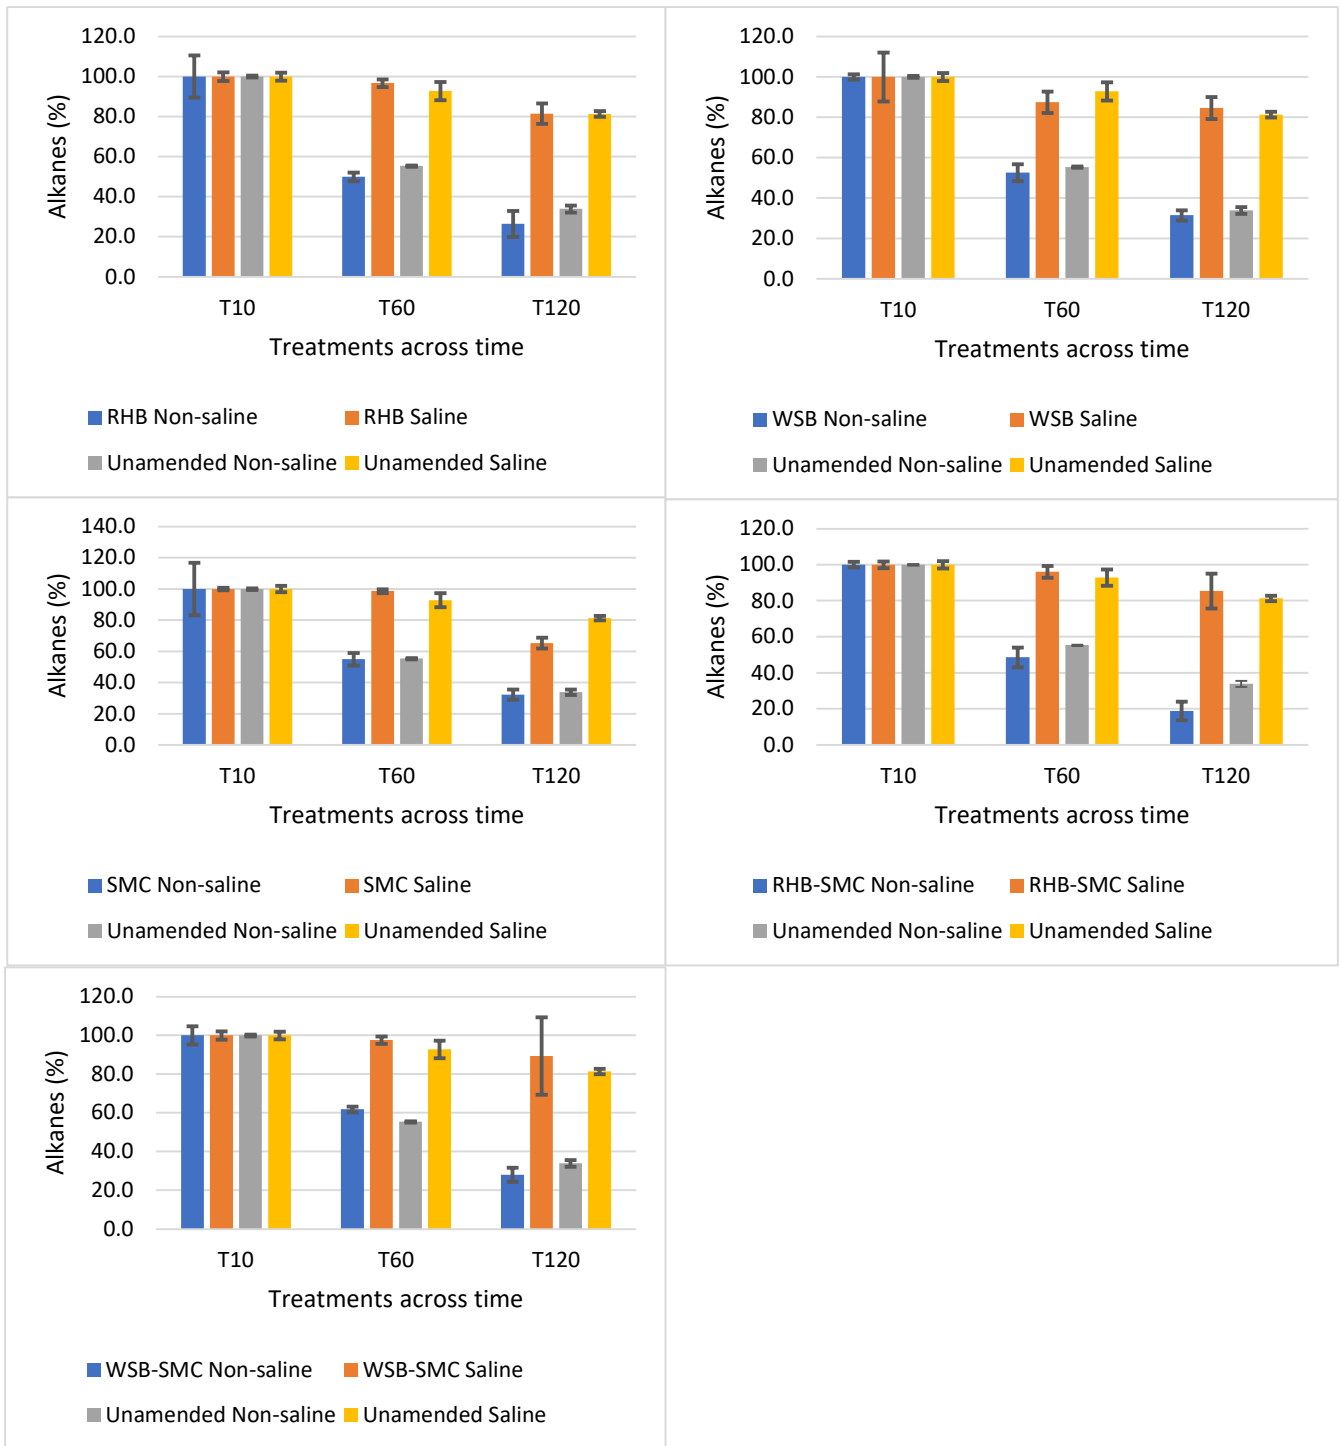 120.0
100.0
80.0
60.0
40.0
20.0
0.0
Alkanes (%)
T10 T60 T120
Treatments across time
RHB Non-saline RHB Saline
Unamended Non-saline Unamended Saline
120.0
100.0
80.0
60.0
40.0
20.0
0.0
Alkanes (%)
T10 T60 T120
Treatments across time
WSB Non-saline WSB Saline
Unamended Non-saline Unamended Saline
140.0
120.0
100.0
80.0
60.0
40.0
20.0
0.0
Alkanes (%)
T10 T60 T120
Treatments across time
SMC Non-saline SMC Saline
Unamended Non-saline Unamended Saline
120.0
100.0
80.0
60.0
40.0
20.0
0.0
Alkanes (%)
T10 T60 T120
Treatments across time
RHB-SMC Non-saline RHB-SMC Saline
Unamended Non-saline Unamended Saline
120.0
100.0
80.0
60.0
40.0
20.0
0.0
Alkanes (%)
T10 T60 T120
Treatments across time
WSB-SMC Non-saline WSB-SMC Saline
Unamended Non-saline Unamended Saline